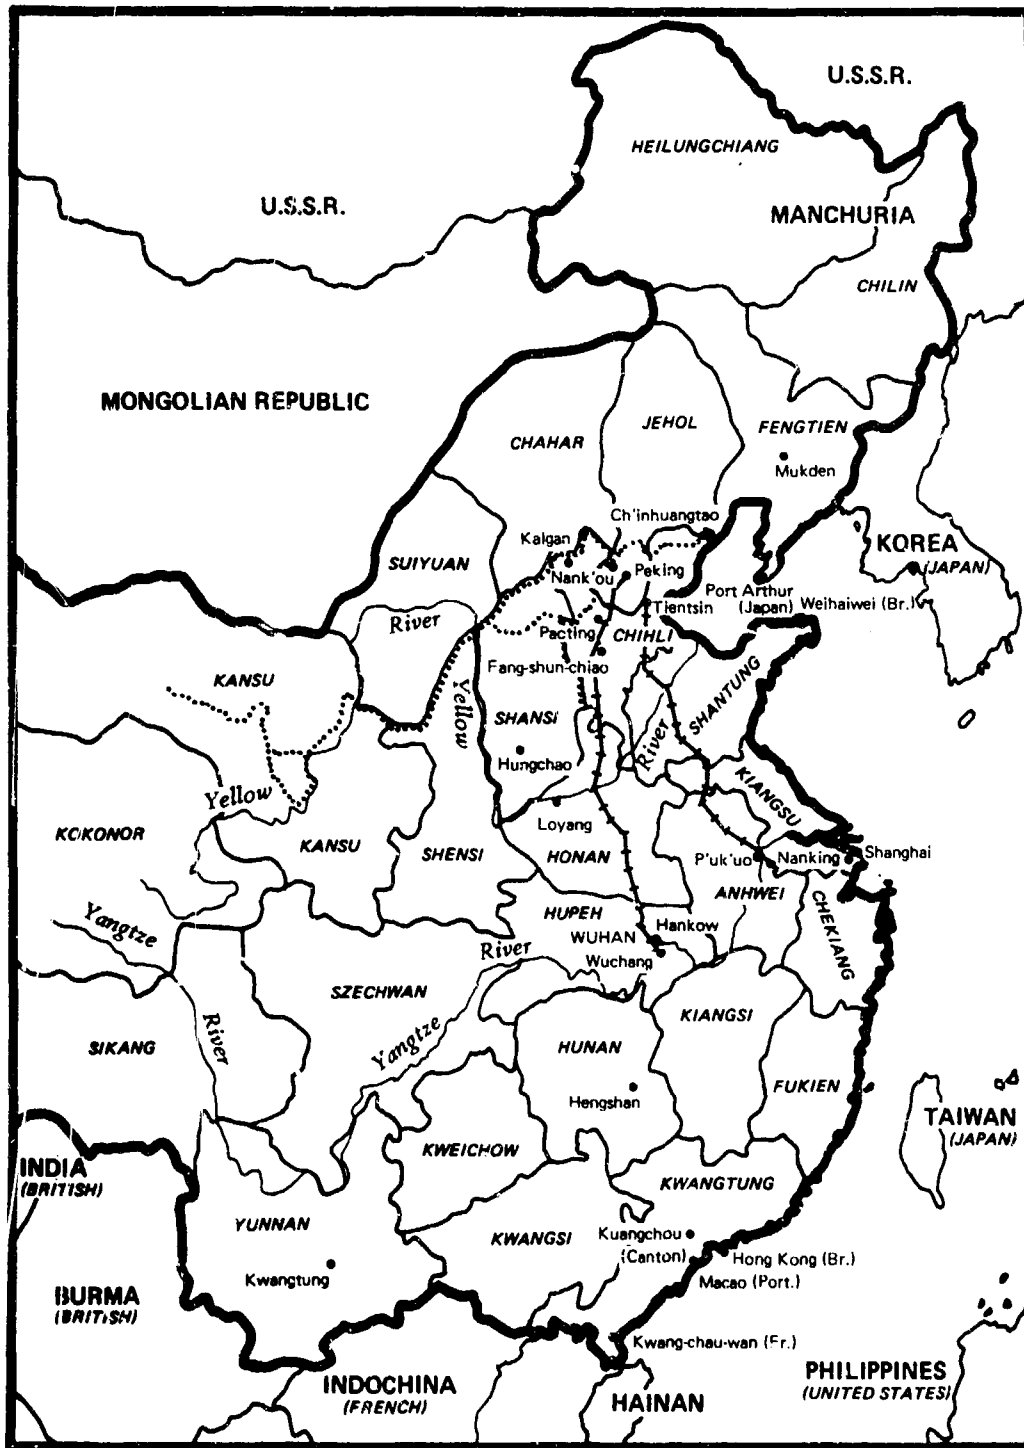 U.S.S.R.
HEILUNGCHIANG
U.S.S.R.
MANCHURIA
CHILIN
MONGOLIAN REPUBLIC
CHAHAR
JEHOL
FENGTIEN
Mukden
Ch'inhuangtao
Kalgan
KOREA
(JAPAN)
SUIYUAN
Nank'ou
Peking
Port Arthur
(Japan)
Weihaiwei (Br.)
Tientsin
River
Paoting
CHIHLI
Fang-shun-chiao
KANSU
Yellow
SHANSI
SHANTUNG
River
Hungchao
KIANGSU
Yellow
KOKONOR
KANSU
SHENSI
Loyang
HONAN
P'uk'uo
Nanking
Shanghai
ANHWEI
Yangtze
HUPEH
Hankow
CHEKIANG
WUHAN
River
Wuchang
SZECHWAN
KIANGSI
River
Yangtze
SIKANG
HUNAN
FUKIEN
Hengshan
TAIWAN
(JAPAN)
KWEICHOW
INDIA
(BRITISH)
KWANGTUNG
YUNNAN
KWANGSI
Kuangchou
(Canton)
Hong Kong (Br.)
Kwangtung
Macao (Port.)
BURMA
(BRITISH)
Kwang-chau-wan (Fr.)
INDOCHINA
(FRENCH)
HAINAN
PHILIPPINES
(UNITED STATES)